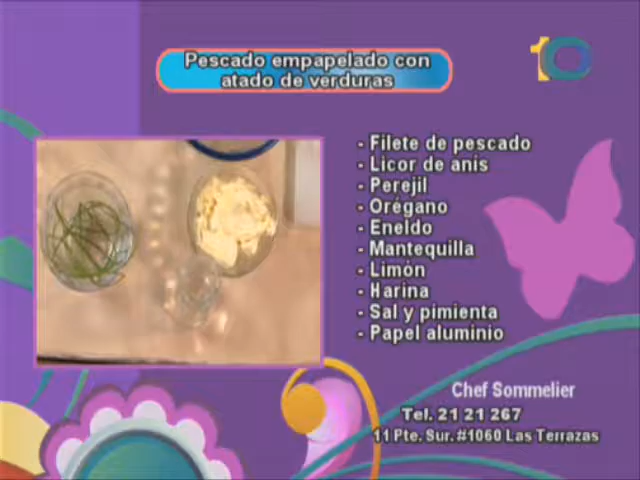 Pescado empapelado con
atado de verduras
10
- Filete de pescado
- Licor de anis
- Perejil
- Orégano
- Eneldo
- Mantequilla
- Limón
- Harina
- Sal y pimienta
- Papel aluminio
Chef Sommelier
Tel. 21 21 267
11 Pte. Sur. #1060 Las Terrazas